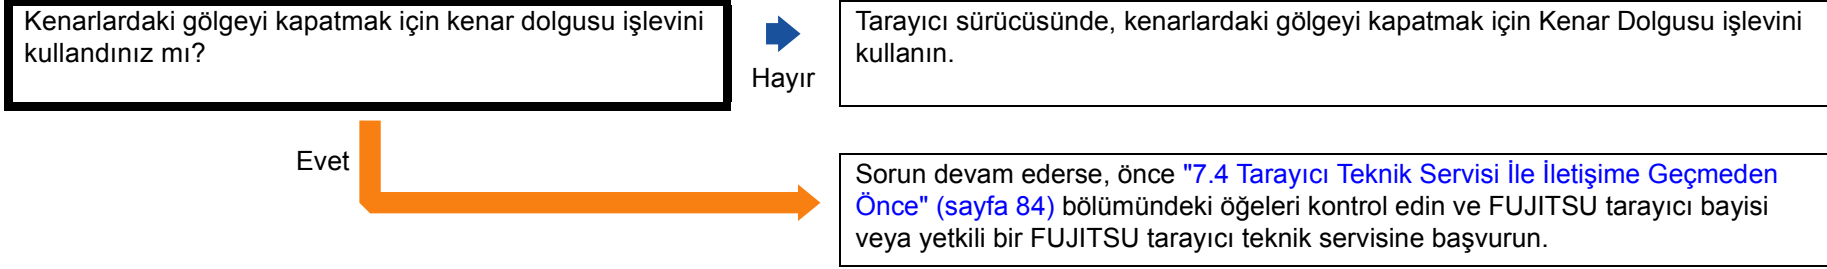 Kenarlardaki gölgeyi kapatmak için kenar dolgusu işlevini
kullandınız mı?
Hayır
Tarayıcı sürücüsünde, kenarlardaki gölgeyi kapatmak için Kenar Dolgusu işlevini
kullanın.
Evet
Sorun devam ederse, önce "7.4 Tarayıcı Teknik Servisi İle İletişime Geçmeden
Önce" (sayfa 84) bölümündeki öğeleri kontrol edin ve FUJITSU tarayıcı bayisi
veya yetkili bir FUJITSU tarayıcı teknik servisine başvurun.